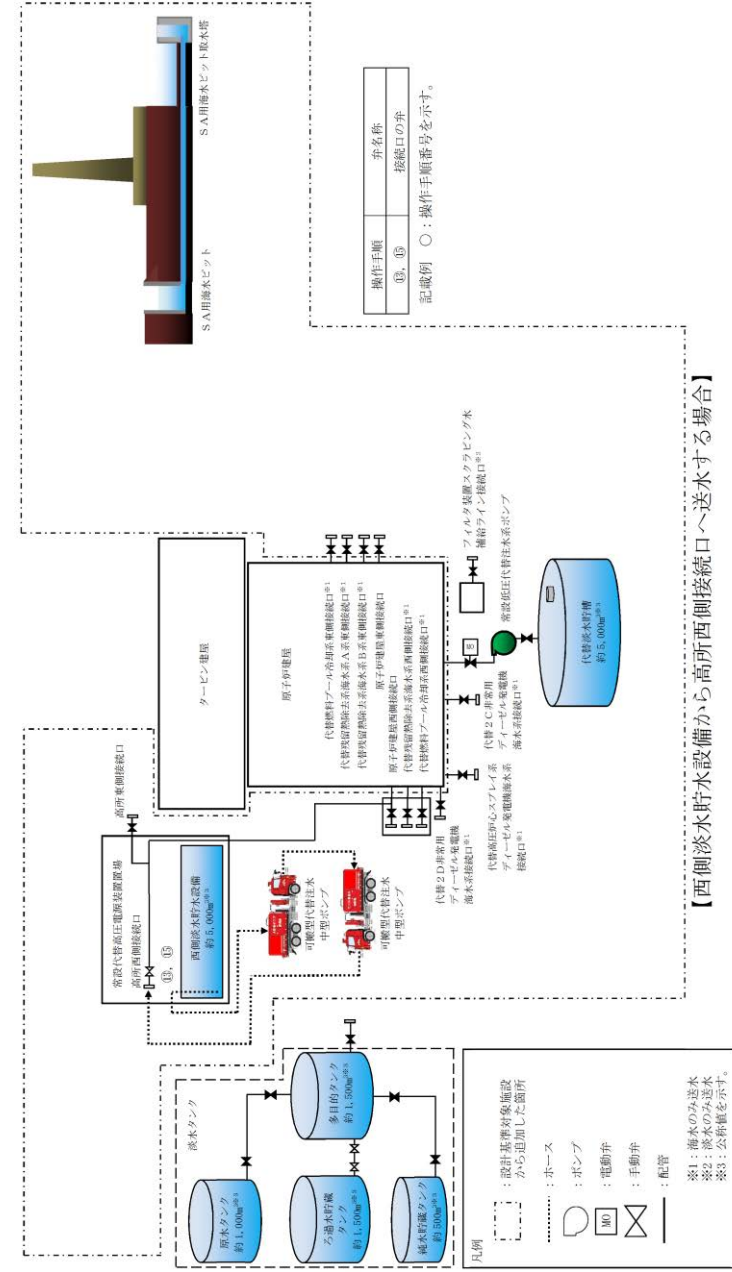 ＳＡ用海水ピット取水塔
ＳＡ用海水ピット
操作手順
弁名称
⑬，⑮
接続口の弁
記載例　○：操作手順番号を示す。
タービン建屋
原子炉建屋
代替燃料プール冷却系東側接続口※1
代替残留熱除去系海水系Ａ系東側接続口※1
代替残留熱除去系海水系Ｂ系東側接続口※1
原子炉建屋東側接続口
原子炉建屋西側接続口
代替残留熱除去系海水系西側接続口※1
代替燃料プール冷却系西側接続口※1
フィルタ装置スクラビング水
補給ライン接続口※2
常設低圧代替注水系ポンプ
MO
代替淡水貯槽
約 5,000m³※3
代替２Ｃ非常用
ディーゼル発電機
海水系接続口※1
代替高圧炉心スプレイ系
ディーゼル発電機海水系
接続口※1
代替２Ｄ非常用
ディーゼル発電機
海水系接続口※1
高所東側接続口
常設代替高圧電源装置置場
高所西側接続口
⑬，⑮
西側淡水貯水設備
約 5,000m³※3
可搬型代替注水
中型ポンプ
可搬型代替注水
中型ポンプ
淡水タンク
原水タンク
約 1,000m³※3
ろ過水貯蔵
タンク
約 1,500m³※3
純水貯蔵タンク
約 500m³※3
多目的タンク
約 1,500m³※3
凡例
：設計基準対象施設
から追加した箇所
：ホース
：ポンプ
MO
：電動弁
：手動弁
：配管
※1：海水のみ送水
※2：淡水のみ送水
※3：公称値を示す。
【西側淡水貯水設備から高所西側接続口へ送水する場合】